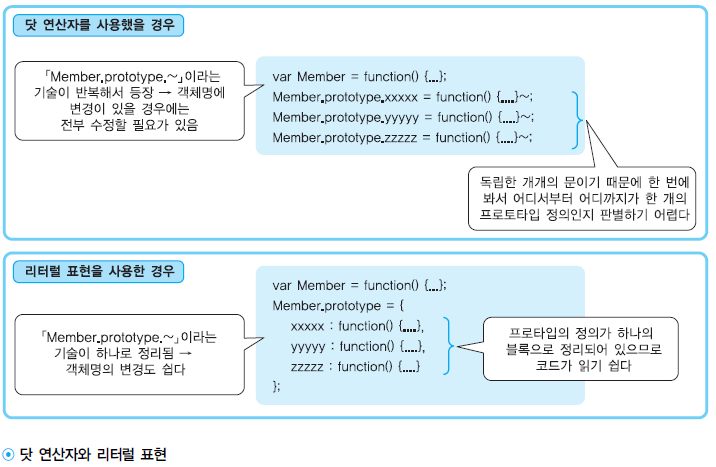 닷 연산자를 사용했을 경우
「Member.prototype.~」이라는
기술이 반복해서 등장 → 객체명에
변경이 있을 경우에는
전부 수정할 필요가 있음
var Member = function() {...};
Member.prototype.xxxxx = function() {....}~;
Member.prototype.yyyyy = function() {....}~;
Member.prototype.zzzzz = function() {....}~;
독립한 개개의 문이기 때문에 한 번에
봐서 어디서부터 어디까지가 한 개의
프로토타입 정의인지 판별하기 어렵다
리터럴 표현을 사용한 경우
「Member.prototype.~」이라는
기술이 하나로 정리됨 →
객체명의 변경도 쉽다
var Member = function() {...};
Member.prototype = {
xxxxx : function() {....},
yyyyy : function() {....},
zzzzz : function() {....}
};
프로타입의 정의가 하나의
블록으로 정리되어 있으므로
코드가 읽기 쉽다
닷 연산자와 리터럴 표현